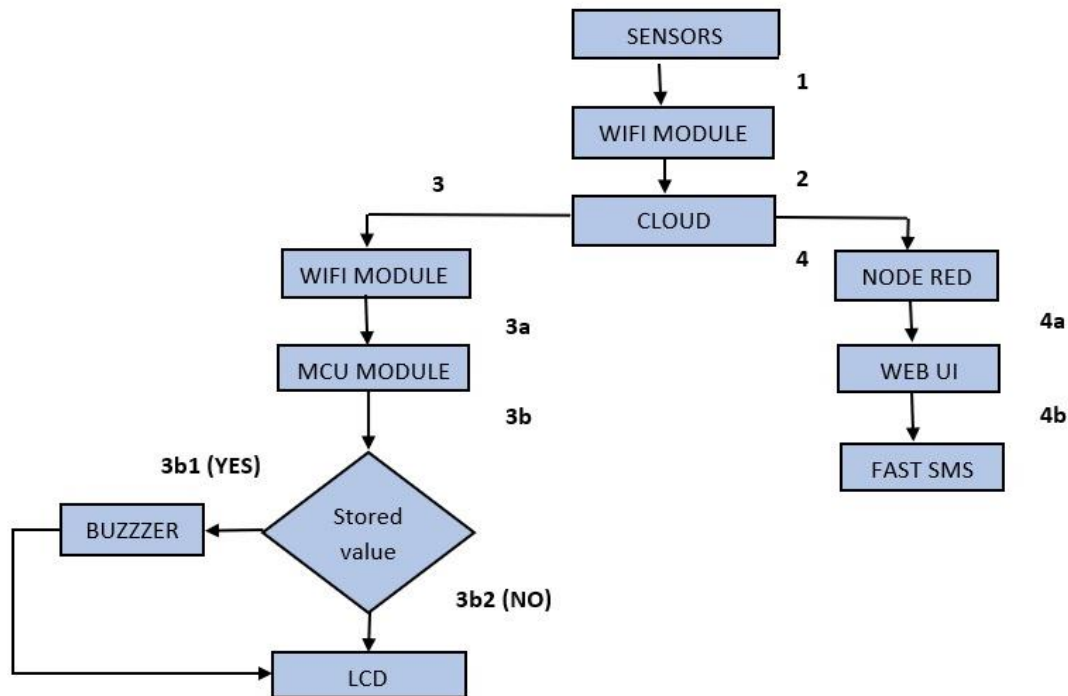 SENSORS
1
WIFI MODULE
3
2
CLOUD
4
WIFI MODULE
NODE RED
3a
4a
MCU MODULE
WEB UI
3b
4b
3b1 (YES)
FAST SMS
BUZZZER
Stored
value
3b2 (NO)
LCD